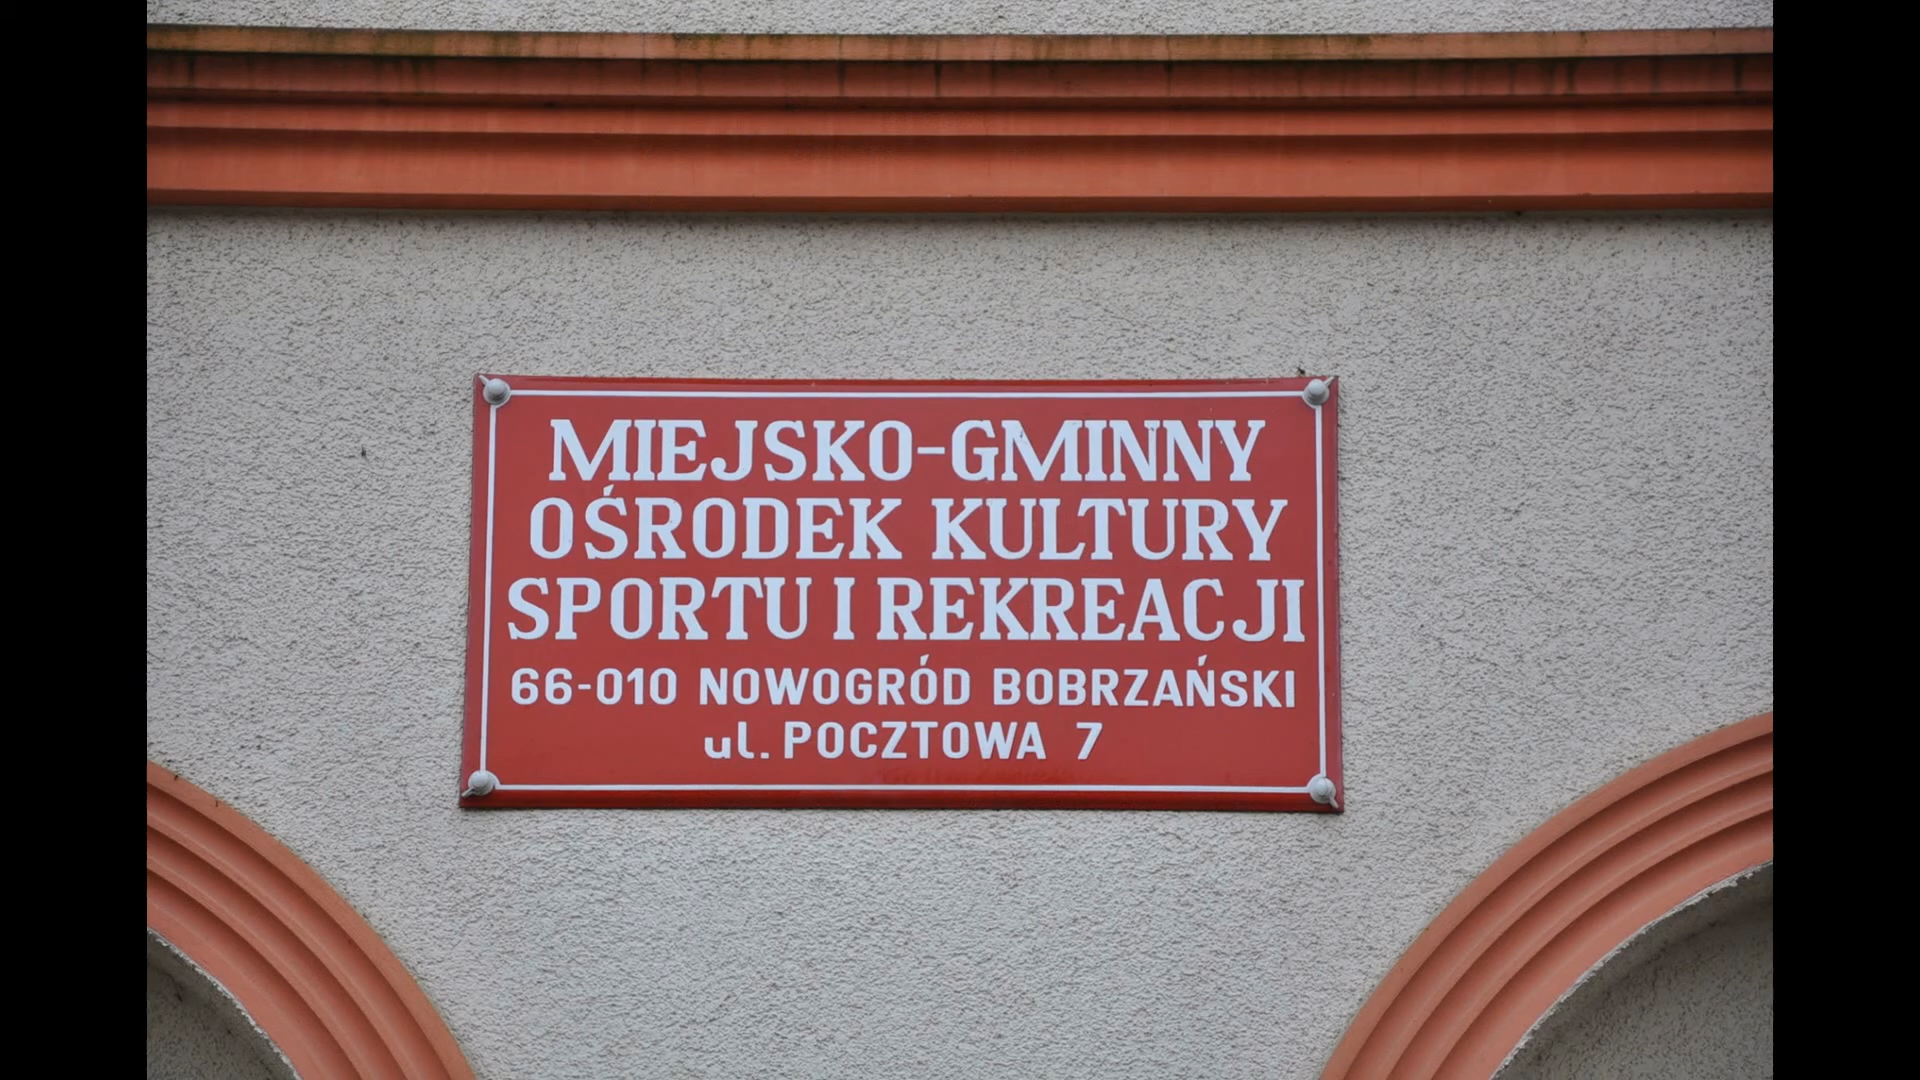 MIEJSKO-GMINNY
OŚRODEK KULTURY
SPORTU I REKREACJI
66-010 NOWOGRÓD BOBRZAŃSKI
ul. POCZTOWA 7